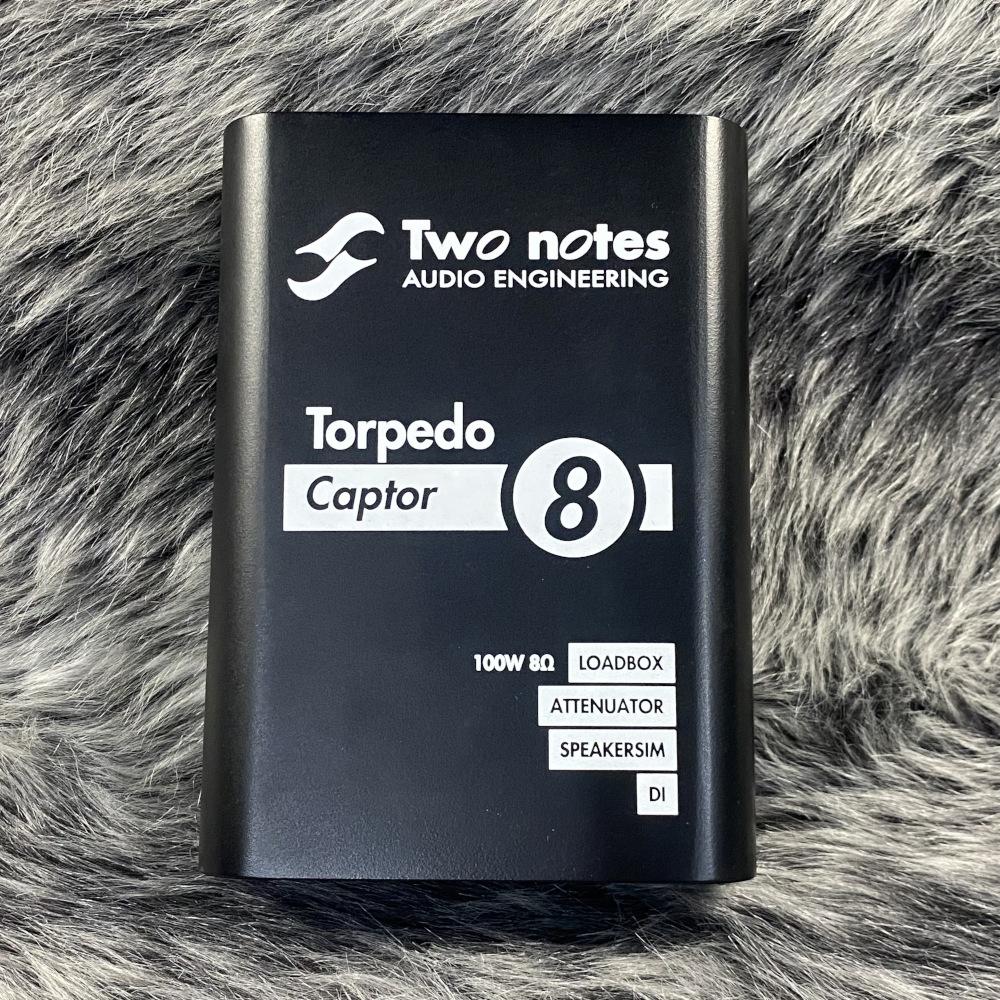 Two notes
AUDIO ENGINEERING
Torpedo
Captor 8
100W 8Ω LOADBOX
ATTENUATOR
SPEAKERSIM
DI